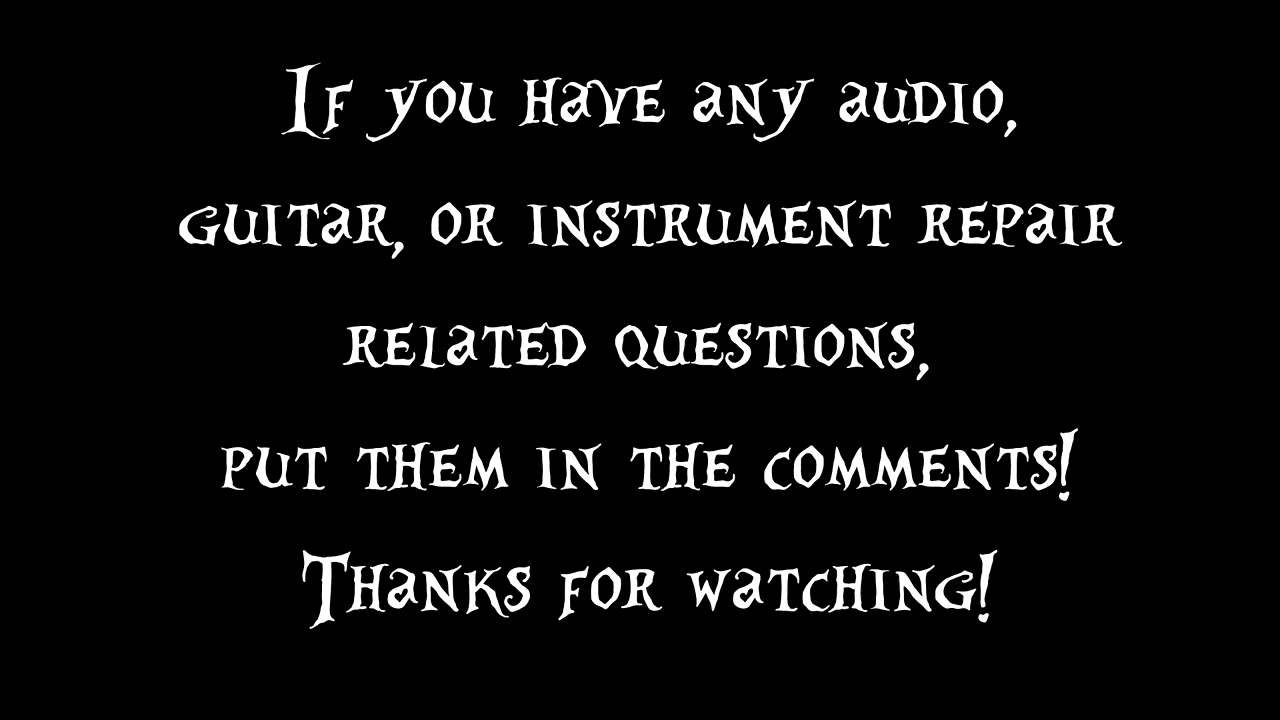 If you have any audio,
guitar, or instrument repair
related questions,
put them in the comments!
Thanks for watching!